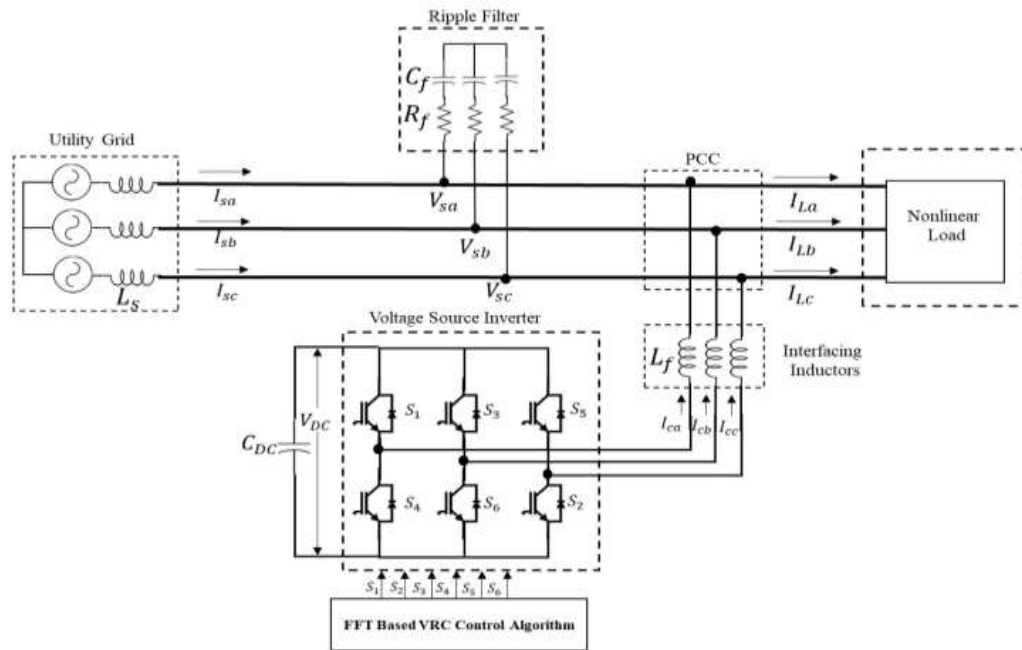 Ripple Filter
C_f
R_f
Utility Grid
PCC
I_sa
V_sa
I_La
I_sb
V_sb
I_Lb
Nonlinear
Load
L_s
I_sc
V_sc
I_Lc
Voltage Source Inverter
L_f
Interfacing
Inductors
V_DC
C_DC
S_1
S_3
S_5
I_ca
I_cb
I_cc
S_4
S_6
S_2
S_1 S_2 S_3 S_4 S_5 S_6
FFT Based VRC Control Algorithm